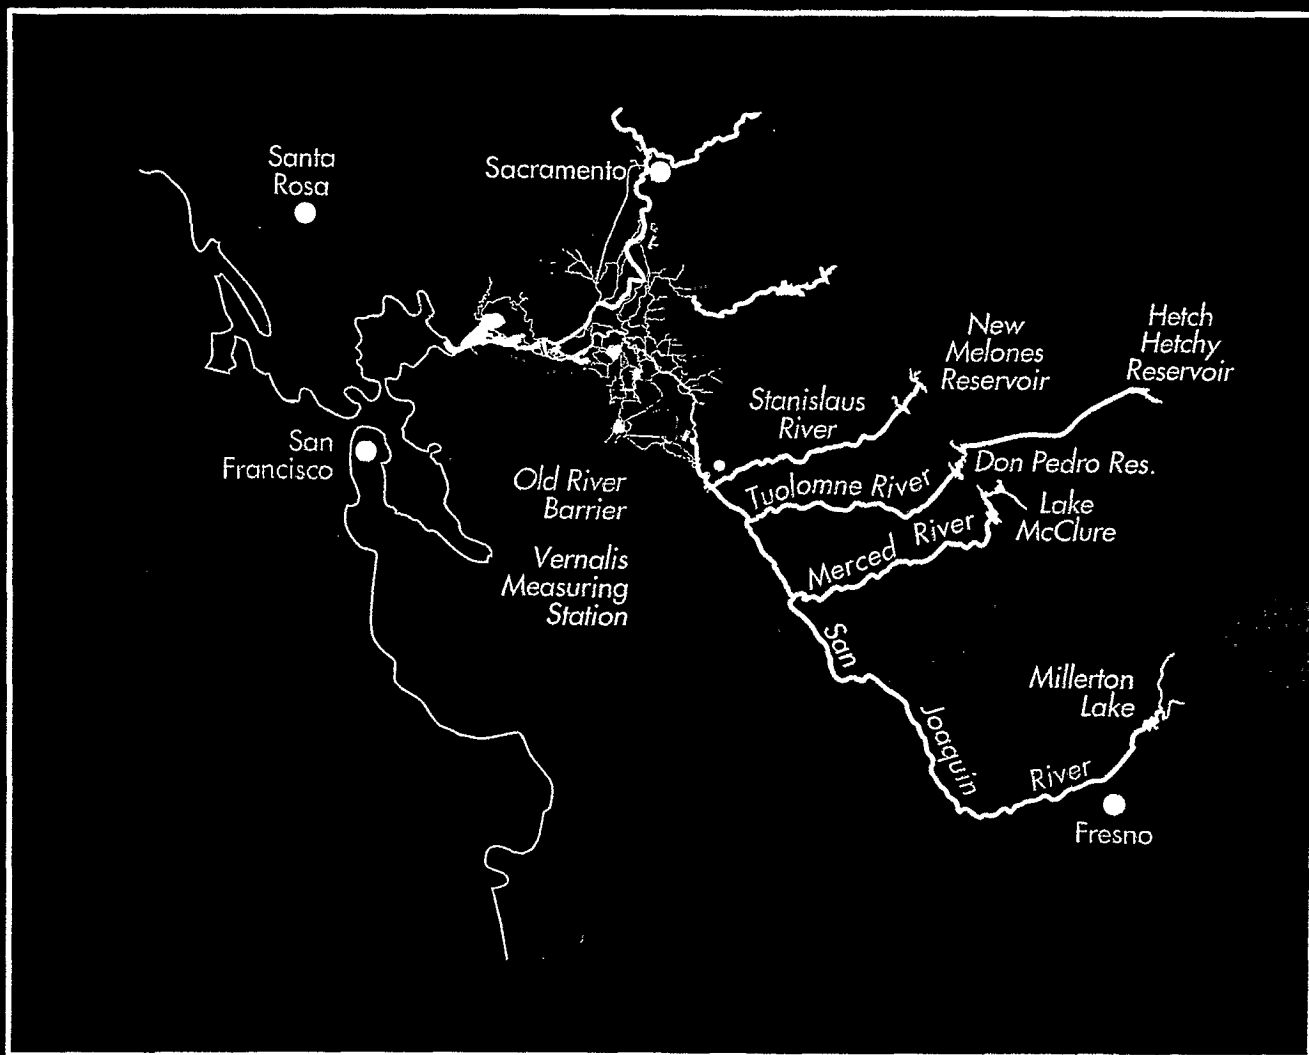 Santa
Rosa
Sacramento
New
Melones
Reservoir
Hetch
Hetchy
Reservoir
Stanislaus
River
San
Francisco
Old River
Barrier
Tuolomne River
Don Pedro Res.
Lake
McClure
Vernalis
Measuring
Station
Merced River
San
Joaquin
River
Millerton
Lake
Fresno